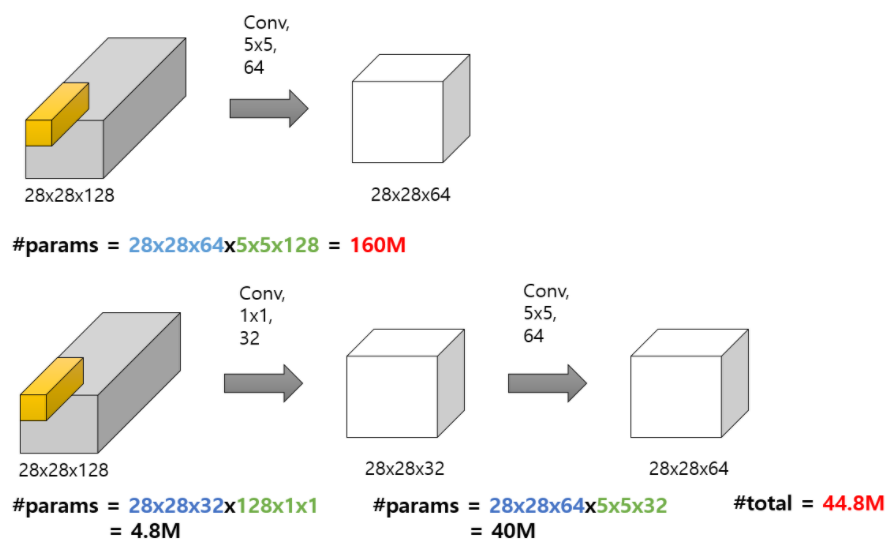 Conv,
5x5,
64
28x28x128
28x28x64
#params = 28x28x64x5x5x128 = 160M
Conv,
1x1,
32
Conv,
5x5,
64
28x28x128
28x28x32
28x28x64
#params = 28x28x32x128x1x1
= 4.8M
#params = 28x28x64x5x5x32
= 40M
#total = 44.8M